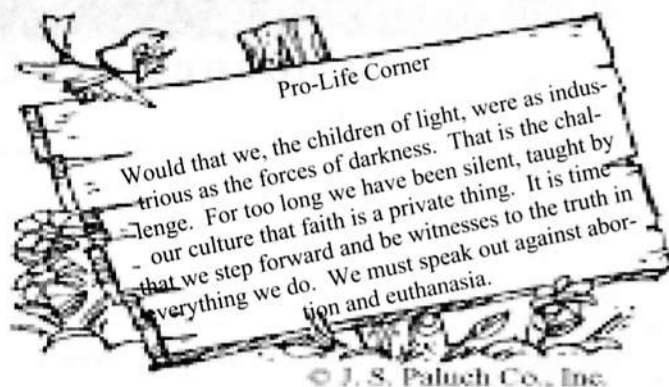 Pro-Life Corner
Would that we, the children of light, were as indus-
trious as the forces of darkness. That is the chal-
lenge. For too long we have been silent, taught by
our culture that faith is a private thing. It is time
that we step forward and be witnesses to the truth in
everything we do. We must speak out against abor-
tion and euthanasia.
© J. S. Paluch Co., Inc.